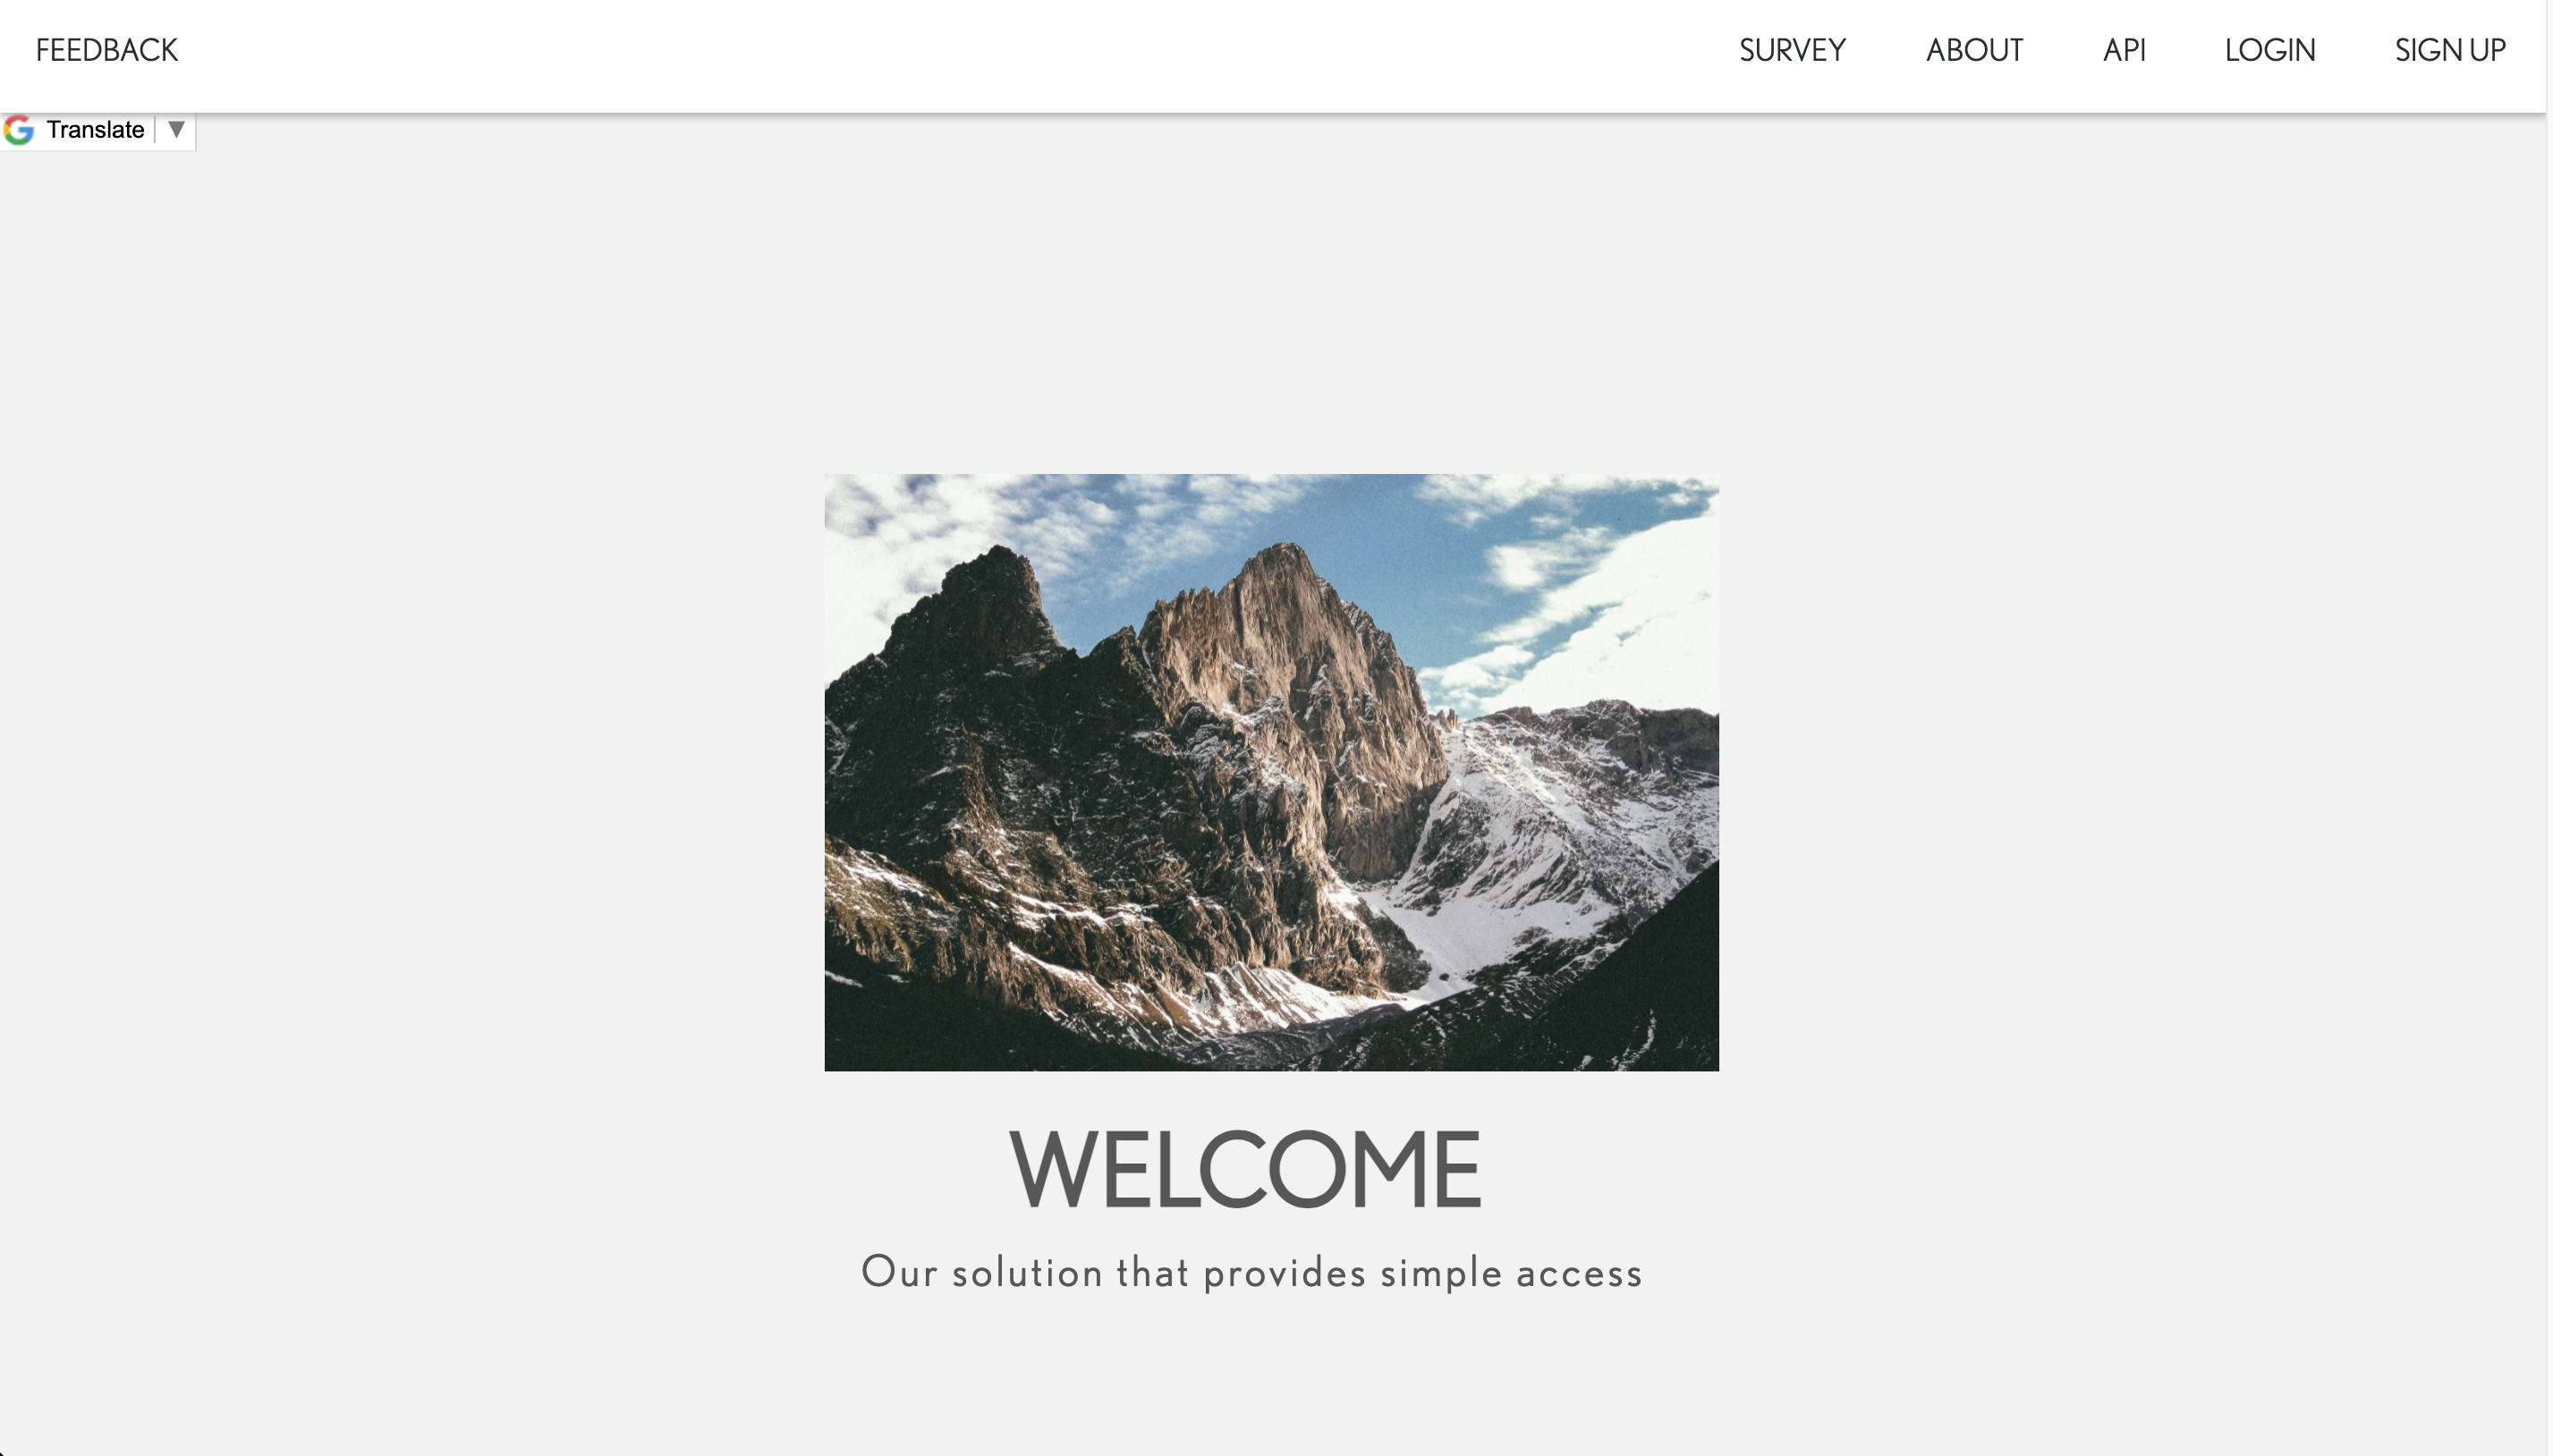 FEEDBACK SURVEY ABOUT API LOGIN SIGN UP
Translate ▼
WELCOME
Our solution that provides simple access